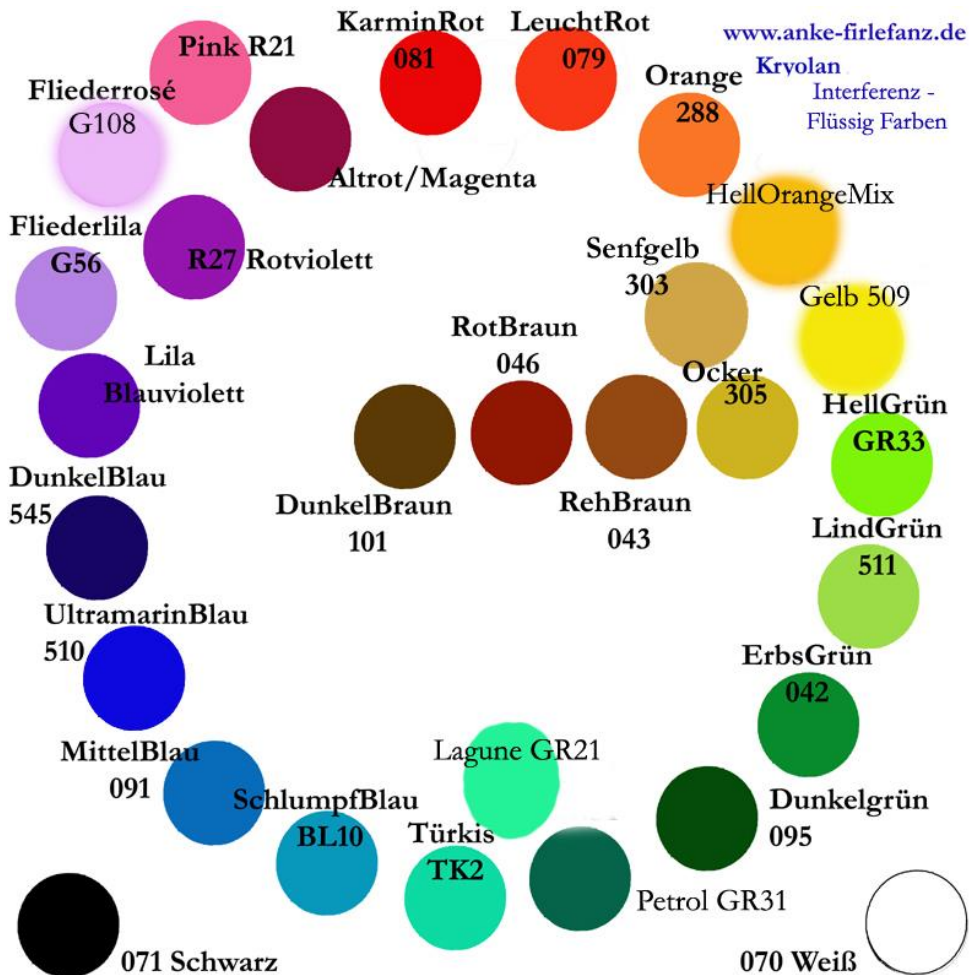 KarminRot
081
LeuchtRot
079
www.anke-firlefanz.de
Kryolan
Interferenz -
Flüssig Farben
Pink R21
Orange
288
Fliederrosé
G108
Altrot/Magenta
HellOrangeMix
Fliederlila
G56
R27 Rotviolett
Senfgelb
303
Gelb 509
RotBraun
046
Lila
Blauviolett
Ocker
305
HellGrün
GR33
DunkelBlau
545
DunkelBraun
101
RehBraun
043
LindGrün
511
UltramarinBlau
510
ErbsGrün
042
MittelBlau
091
Lagune GR21
SchlumpfBlau
BL10
Türkis
TK2
Dunkelgrün
095
Petrol GR31
071 Schwarz
070 Weiß